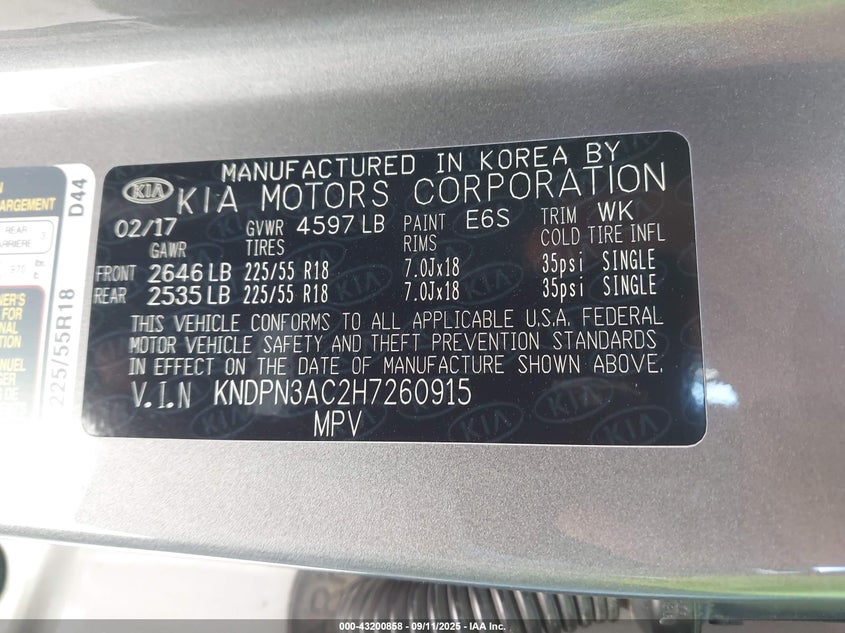 MANUFACTURED IN KOREA BY
KIA KIA MOTORS CORPORATION
02/17 GVWR 4597 LB PAINT E6S TRIM WK
GAWR TIRES RIMS COLD TIRE INFL
FRONT 2646 LB 225/55 R18 7.0Jx18 35psi SINGLE
REAR 2535 LB 225/55 R18 7.0Jx18 35psi SINGLE
THIS VEHICLE CONFORMS TO ALL APPLICABLE U.S.A. FEDERAL
MOTOR VEHICLE SAFETY AND THEFT PREVENTION STANDARDS
IN EFFECT ON THE DATE OF MANUFACTURE SHOWN ABOVE.
V.I.N KNDPN3AC2H7260915
MPV
D44
225/55R18
REAR
000-43200858 - 09/11/2025 - IAA Inc.